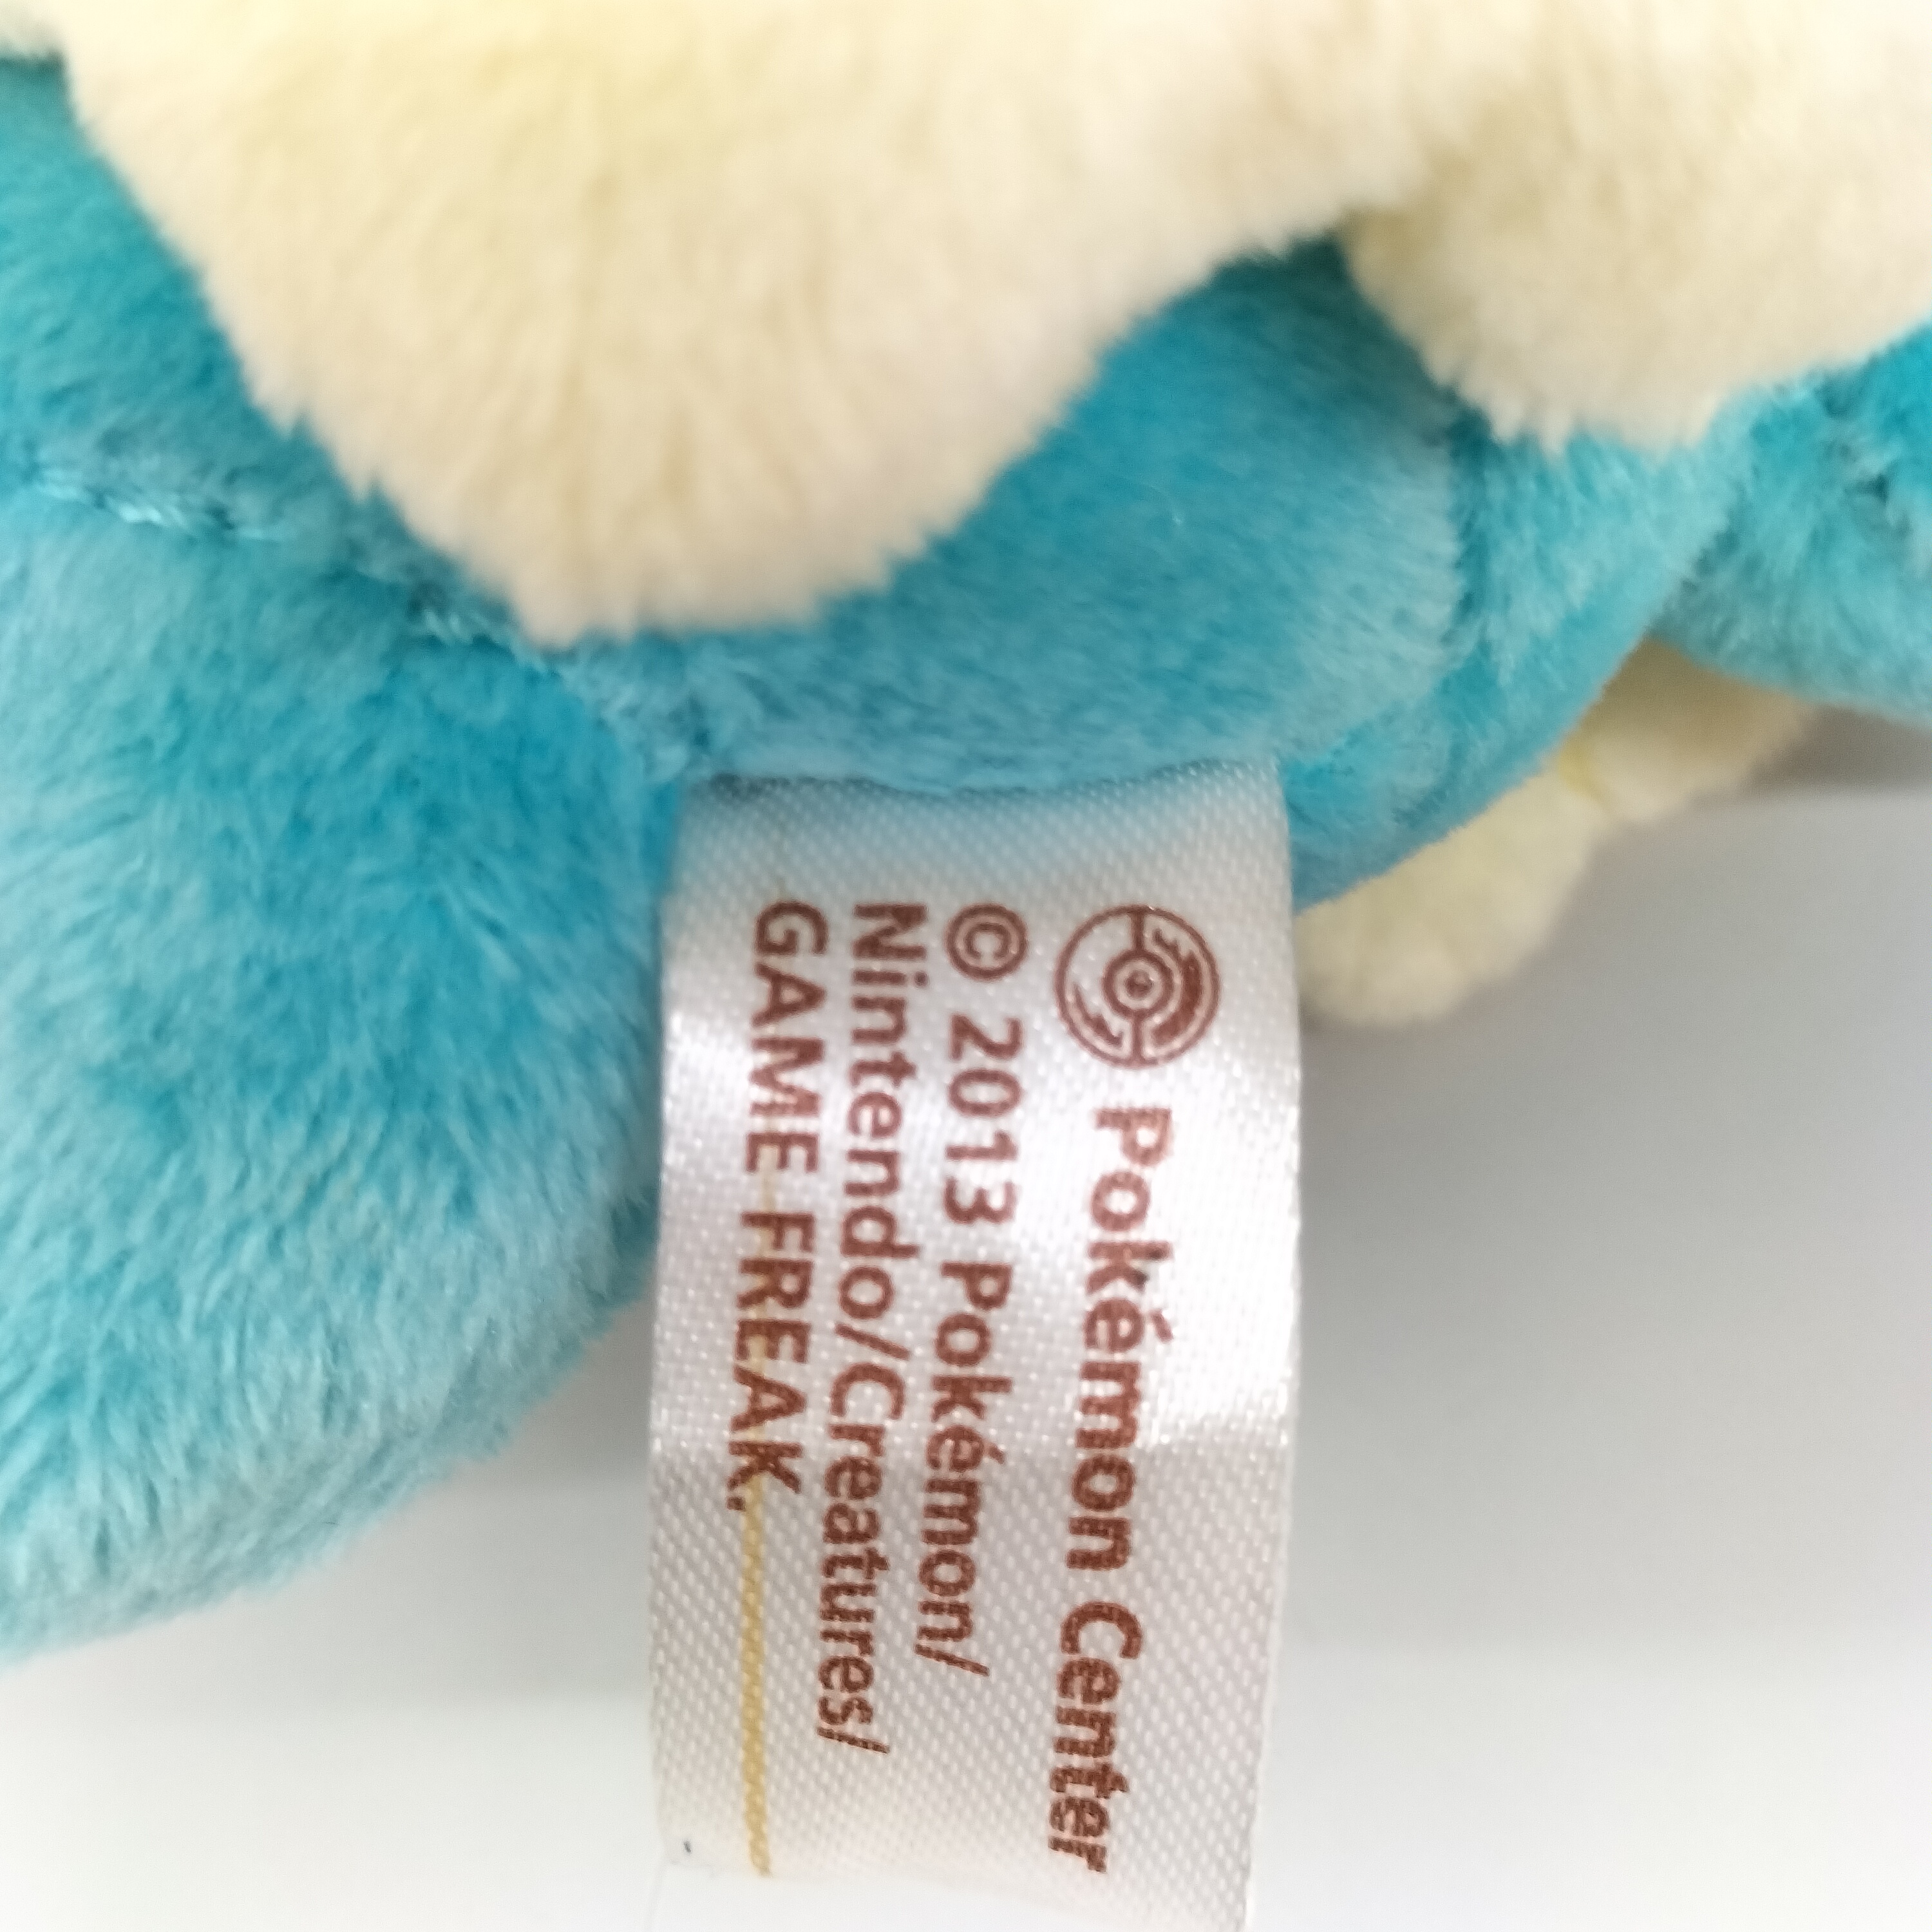 Pokémon Center
© 2013 Pokémon/
Nintendo/Creatures/
GAME FREAK.